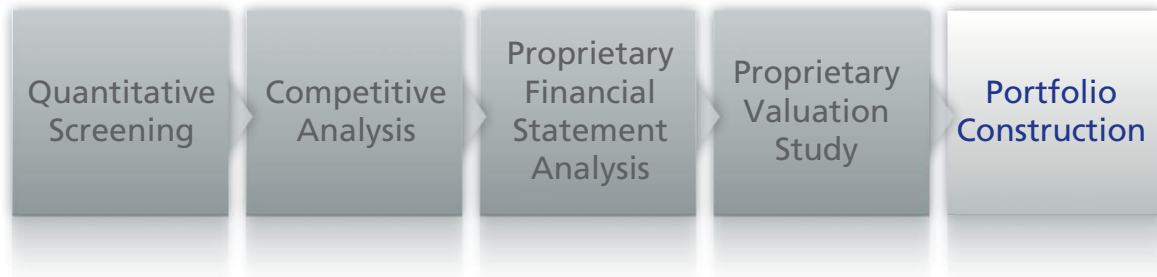 Quantitative
Screening
Competitive
Analysis
Proprietary
Financial
Statement
Analysis
Proprietary
Valuation
Study
Portfolio
Construction